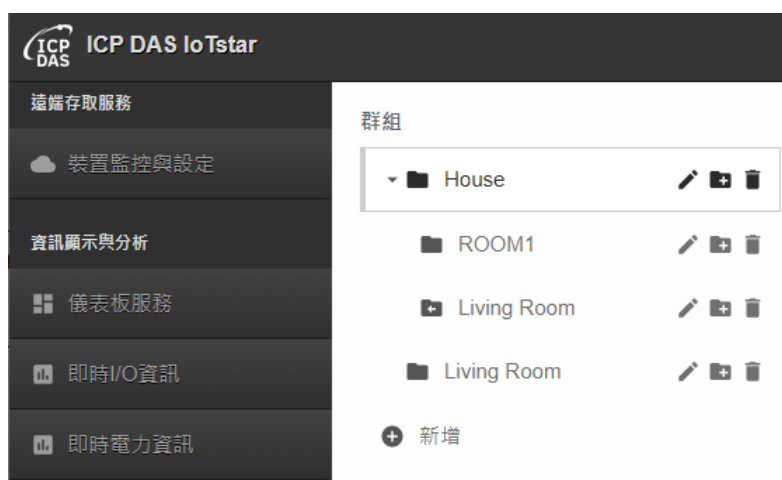 ICP
DAS
ICP DAS IoTstar
遠端存取服務
裝置監控與設定
資訊顯示與分析
儀表板服務
即時I/O資訊
即時電力資訊
群組
House
ROOM1
Living Room
Living Room
新增